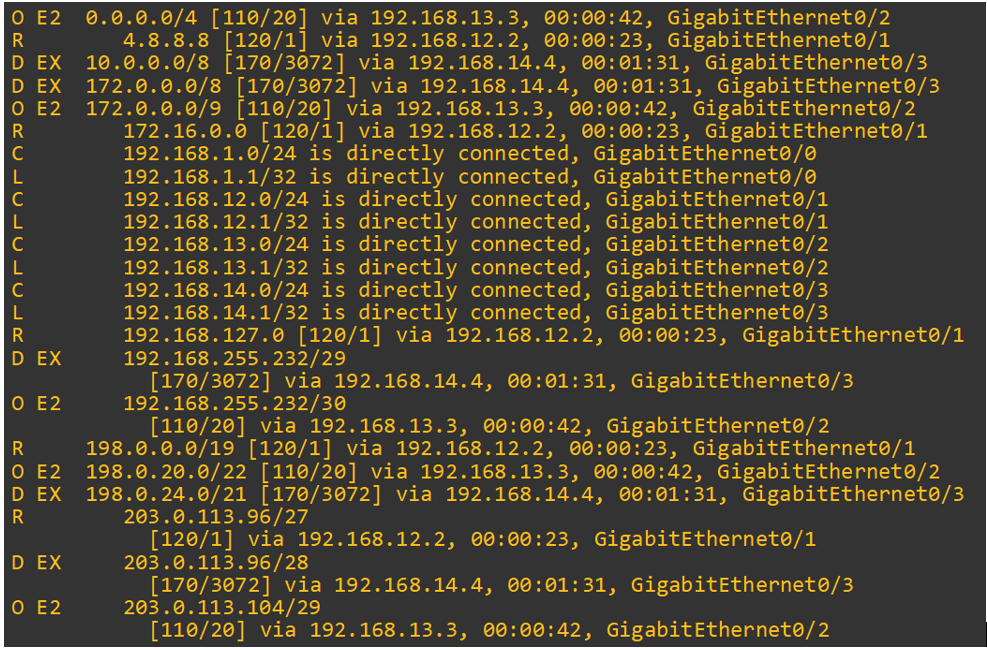 O E2  0.0.0.0/4 [110/20] via 192.168.13.3, 00:00:42, GigabitEthernet0/2
R        4.8.8.8 [120/1] via 192.168.12.2, 00:00:23, GigabitEthernet0/1
D EX  10.0.0.0/8 [170/3072] via 192.168.14.4, 00:01:31, GigabitEthernet0/3
D EX  172.0.0.0/8 [170/3072] via 192.168.14.4, 00:01:31, GigabitEthernet0/3
O E2  172.0.0.0/9 [110/20] via 192.168.13.3, 00:00:42, GigabitEthernet0/2
R        172.16.0.0 [120/1] via 192.168.12.2, 00:00:23, GigabitEthernet0/1
C        192.168.1.0/24 is directly connected, GigabitEthernet0/0
L        192.168.1.1/32 is directly connected, GigabitEthernet0/0
C        192.168.12.0/24 is directly connected, GigabitEthernet0/1
L        192.168.12.1/32 is directly connected, GigabitEthernet0/1
C        192.168.13.0/24 is directly connected, GigabitEthernet0/2
L        192.168.13.1/32 is directly connected, GigabitEthernet0/2
C        192.168.14.0/24 is directly connected, GigabitEthernet0/3
L        192.168.14.1/32 is directly connected, GigabitEthernet0/3
R        192.168.127.0 [120/1] via 192.168.12.2, 00:00:23, GigabitEthernet0/1
D EX     192.168.255.232/29
           [170/3072] via 192.168.14.4, 00:01:31, GigabitEthernet0/3
O E2     192.168.255.232/30
           [110/20] via 192.168.13.3, 00:00:42, GigabitEthernet0/2
R     198.0.0.0/19 [120/1] via 192.168.12.2, 00:00:23, GigabitEthernet0/1
O E2  198.0.20.0/22 [110/20] via 192.168.13.3, 00:00:42, GigabitEthernet0/2
D EX  198.0.24.0/21 [170/3072] via 192.168.14.4, 00:01:31, GigabitEthernet0/3
R        203.0.113.96/27
           [120/1] via 192.168.12.2, 00:00:23, GigabitEthernet0/1
D EX     203.0.113.96/28
           [170/3072] via 192.168.14.4, 00:01:31, GigabitEthernet0/3
O E2     203.0.113.104/29
           [110/20] via 192.168.13.3, 00:00:42, GigabitEthernet0/2